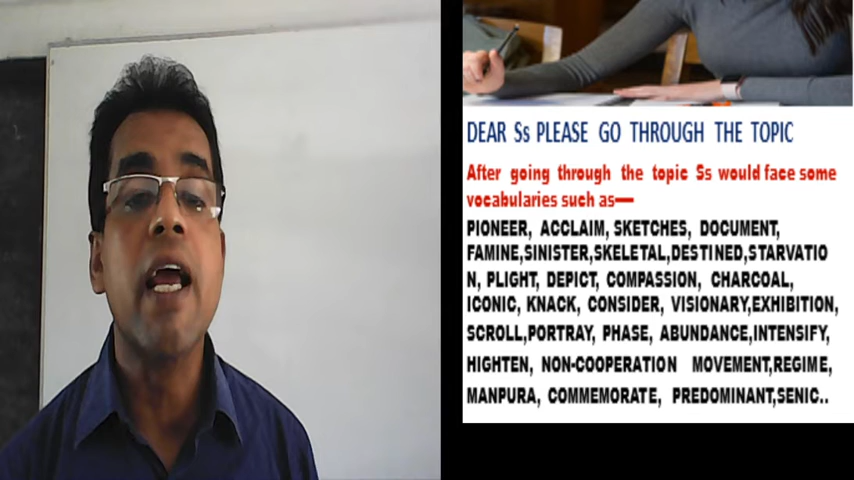 DEAR Ss PLEASE GO THROUGH THE TOPIC
After going through the topic Ss would face some
vocabularies such as—
PIONEER, ACCLAIM, SKETCHES, DOCUMENT,
FAMINE,SINISTER,SKELETAL,DESTINED,STARVATIO
N, PLIGHT, DEPICT, COMPASSION, CHARCOAL,
ICONIC, KNACK, CONSIDER, VISIONARY,EXHIBITION,
SCROLL,PORTRAY, PHASE, ABUNDANCE,INTENSIFY,
HIGHTEN, NON-COOPERATION MOVEMENT,REGIME,
MANPURA, COMMEMORATE, PREDOMINANT,SENIC..